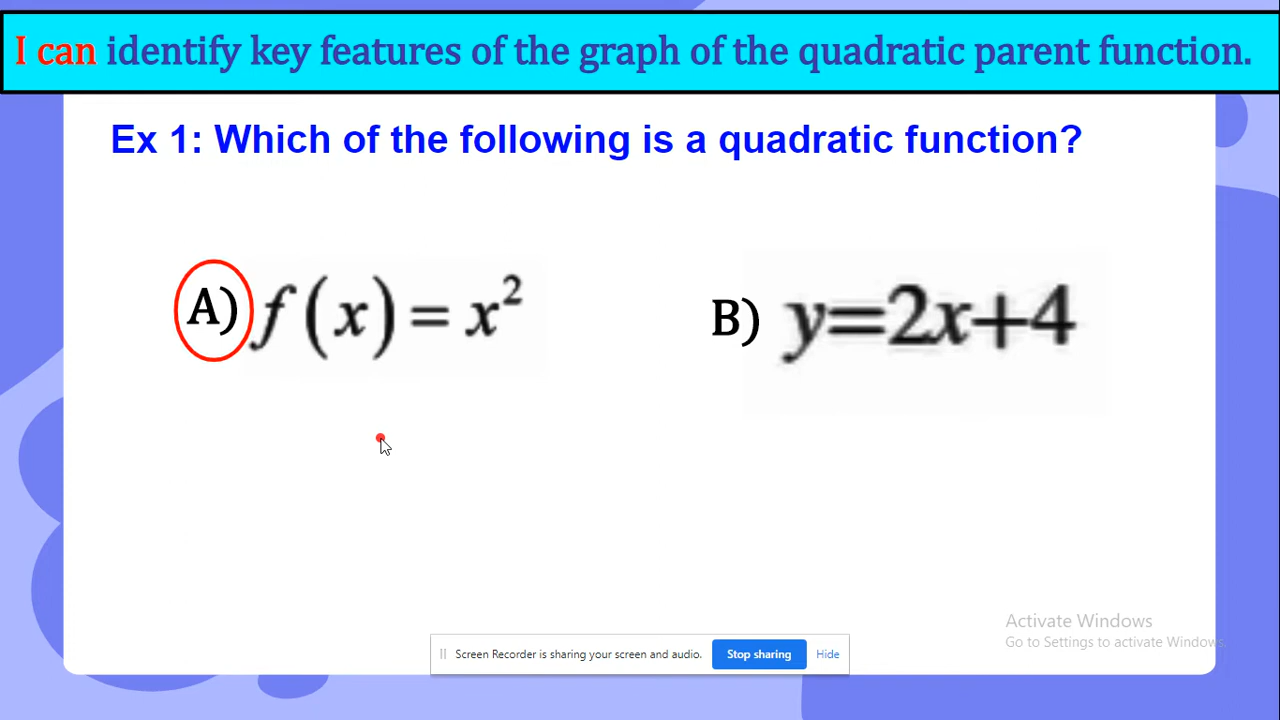 I can identify key features of the graph of the quadratic parent function.
Ex 1: Which of the following is a quadratic function?
A) f(x) = x²
B) y=2x+4
Activate Windows
Go to Settings to activate Windows.
Screen Recorder is sharing your screen and audio. Stop sharing Hide